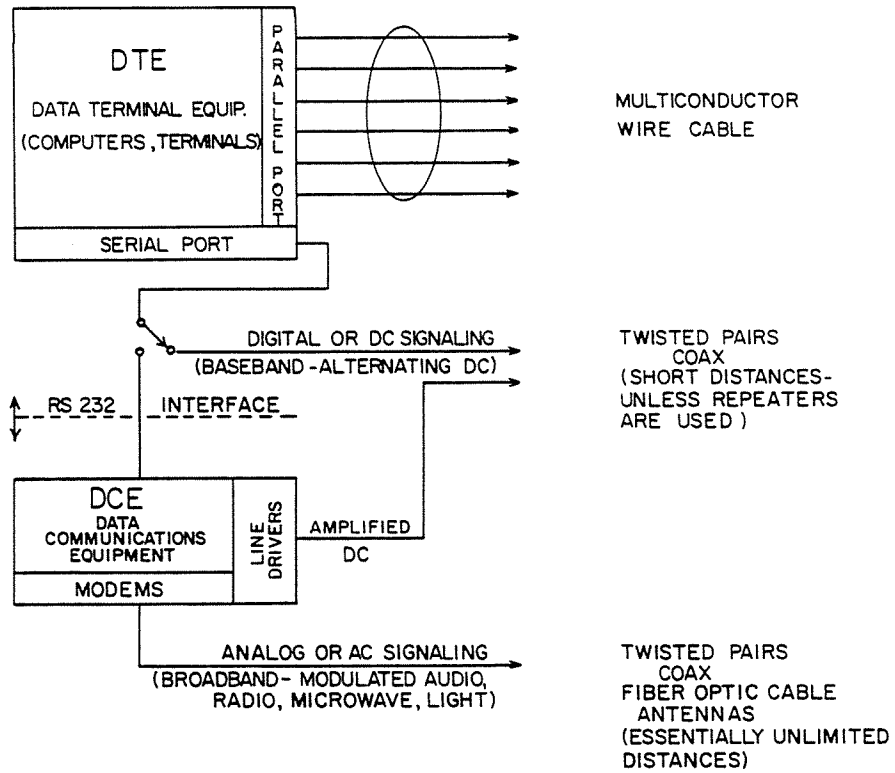 DTE
DATA TERMINAL EQUIP.
(COMPUTERS, TERMINALS)
PARALLEL PORT
SERIAL PORT
MULTICONDUCTOR
WIRE CABLE
DIGITAL OR DC SIGNALING
(BASEBAND-ALTERNATING DC)
TWISTED PAIRS
COAX
(SHORT DISTANCES-
UNLESS REPEATERS
ARE USED)
RS 232 INTERFACE
DCE
DATA
COMMUNICATIONS
EQUIPMENT
MODEMS
LINE
DRIVERS
AMPLIFIED
DC
ANALOG OR AC SIGNALING
(BROADBAND- MODULATED AUDIO,
RADIO, MICROWAVE, LIGHT)
TWISTED PAIRS
COAX
FIBER OPTIC CABLE
ANTENNAS
(ESSENTIALLY UNLIMITED
DISTANCES)